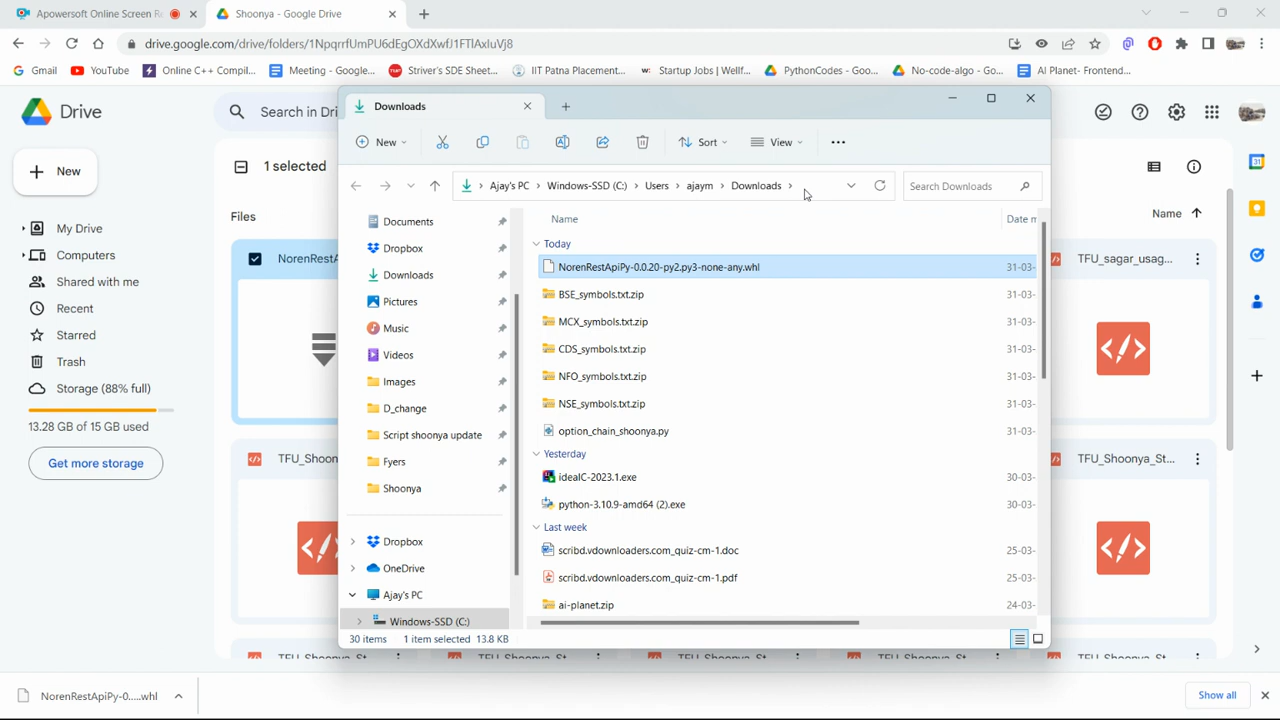 Apowersoft Online Screen Re
Shoonya - Google Drive
drive.google.com/drive/folders/1NpqrrfUmPU6dEgOXdXwfJ1FTlAxIuVjS8
Gmail
YouTube
Online C++ Compil...
Meeting - Google...
Striver's SDE Sheet...
IIT Patna Placement...
Startup Jobs | Wellf...
PythonCodes - Goo...
No-code-algo - Go...
AI Planet- Frontend...
Drive
Search in Dri
New
My Drive
Computers
Shared with me
Recent
Starred
Trash
Storage (88% full)
13.28 GB of 15 GB used
Get more storage
1 selected
Files
Name
NorenRestA
TFU_sagar_usag...
TFU_Shoon
TFU_Shoonya_St...
Downloads
New
Sort
View
Ajay's PC > Windows-SSD (C:) > Users > ajaym > Downloads >
Search Downloads
Documents
Dropbox
Downloads
Pictures
Music
Videos
Images
D_change
Script shoonya update
Fyers
Shoonya
Dropbox
OneDrive
Ajay's PC
Windows-SSD (C:)
Name
Date m
Today
NorenRestApiPy-0.0.20-py2.py3-none-any.whl 31-03-
BSE_symbols.txt.zip 31-03-
MCX_symbols.txt.zip 31-03-
CDS_symbols.txt.zip 31-03-
NFO_symbols.txt.zip 31-03-
NSE_symbols.txt.zip 31-03-
option_chain_shoonya.py 31-03-
Yesterday
ideaIC-2023.1.exe 30-03-
python-3.10.9-amd64 (2).exe 30-03-
Last week
scribd.vdownloaders.com_quiz-cm-1.doc 25-03-
scribd.vdownloaders.com_quiz-cm-1.pdf 25-03-
ai-planet.zip 24-03-
30 items
1 item selected 13.8 KB
NorenRestApiPy-0.....whl
Show all